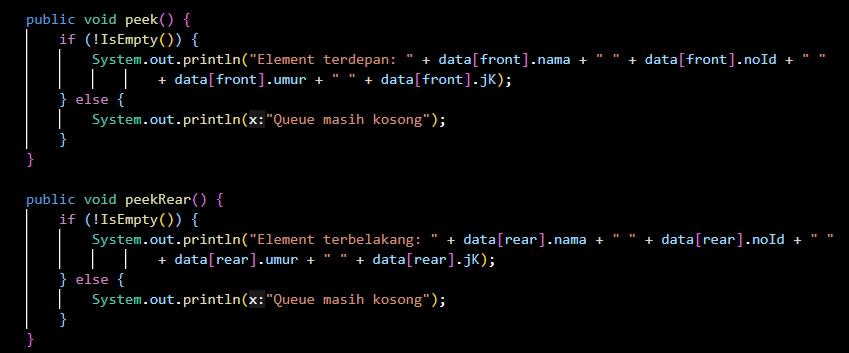 public void peek() {
if (!IsEmpty()) {
System.out.println("Element terdepan: " + data[front].nama + " " + data[front].noId + " "
+ data[front].umur + " " + data[front].jK);
} else {
System.out.println(x:"Queue masih kosong");
}
}
public void peekRear() {
if (!IsEmpty()) {
System.out.println("Element terbelakang: " + data[rear].nama + " " + data[rear].noId + " "
+ data[rear].umur + " " + data[rear].jK);
} else {
System.out.println(x:"Queue masih kosong");
}
}